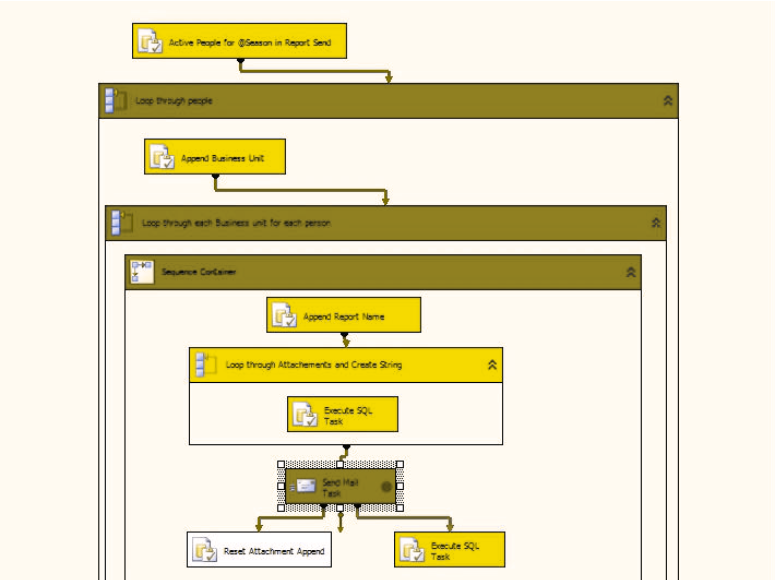 Active People for @Season in Report Send
Loop through people
Append Business Unit
Loop through each Business unit for each person
Sequence Container
Append Report Name
Loop through Attachements and Create String
Execute SQL
Task
Send Mail
Task
Reset Attachment Append
Execute SQL
Task